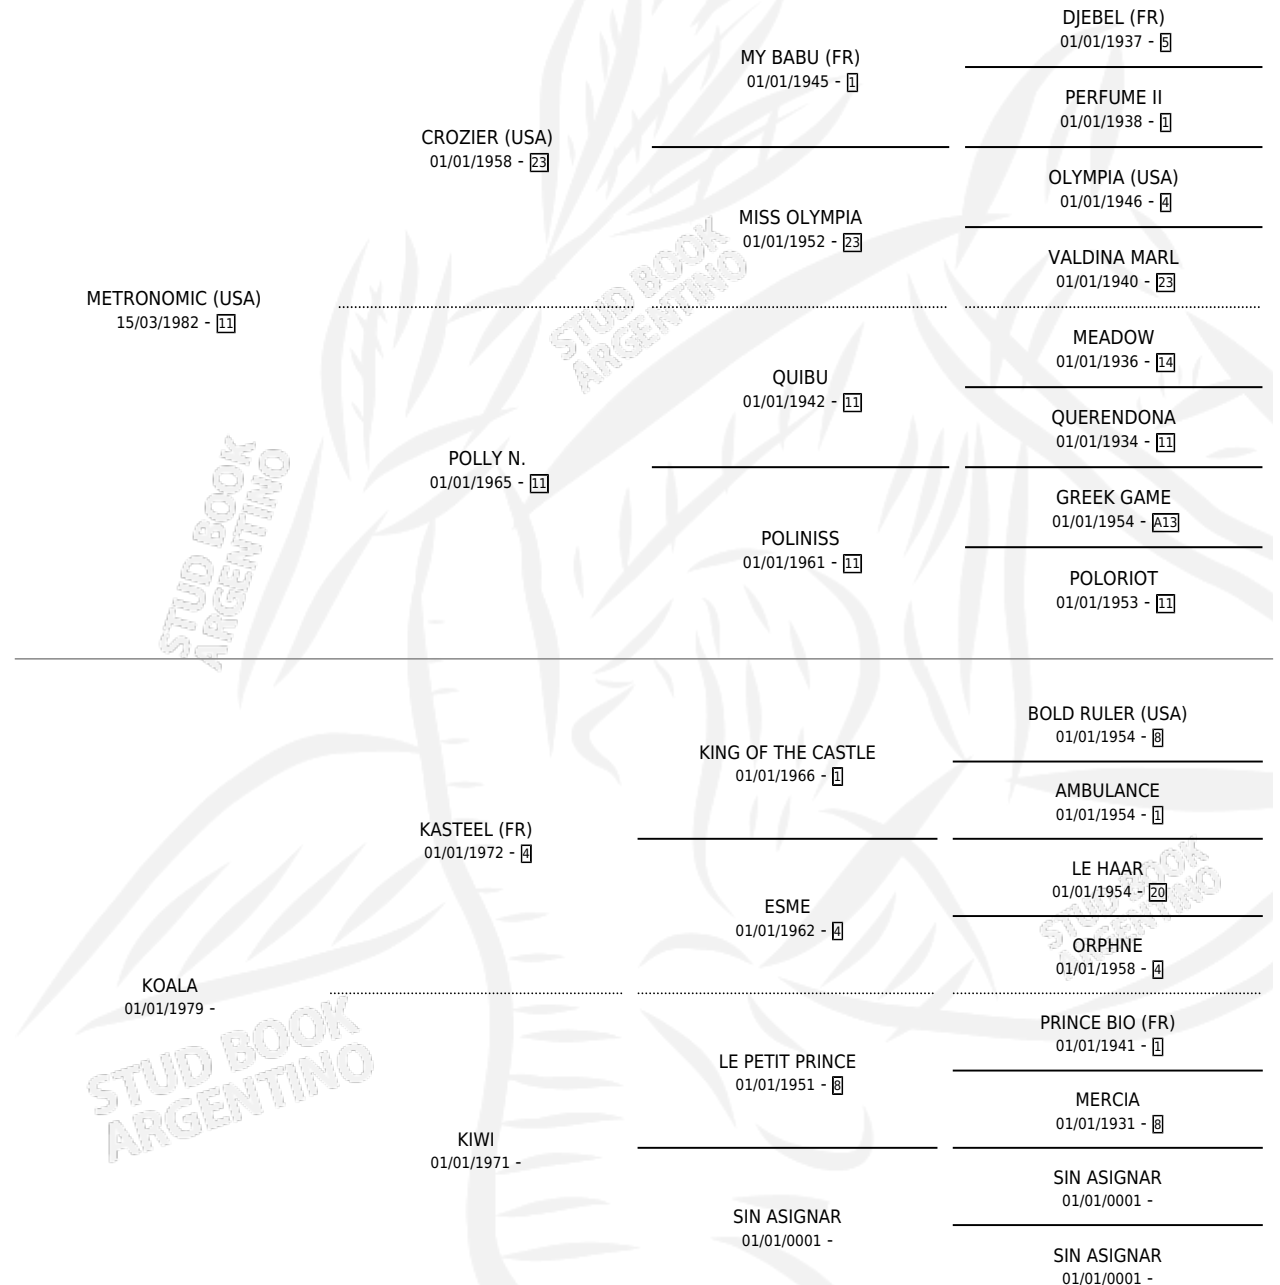 DJEBEL (FR)
01/01/1937 - 5
MY BABU (FR)
01/01/1945 - 1
PERFUME II
01/01/1938 - 1
CROZIER (USA)
01/01/1958 - 23
OLYMPIA (USA)
01/01/1946 - 4
MISS OLYMPIA
01/01/1952 - 23
VALDINA MARL
01/01/1940 - 23
METRONOMIC (USA)
15/03/1982 - 11
MEADOW
01/01/1936 - 14
QUIBU
01/01/1942 - 11
QUERENDONA
01/01/1934 - 11
POLLY N.
01/01/1965 - 11
GREEK GAME
01/01/1954 - A13
POLINISS
01/01/1961 - 11
POLORIOT
01/01/1953 - 11
BOLD RULER (USA)
01/01/1954 - 8
KING OF THE CASTLE
01/01/1966 - 1
AMBULANCE
01/01/1954 - 1
KASTEEL (FR)
01/01/1972 - 4
LE HAAR
01/01/1954 - 20
ESME
01/01/1962 - 4
ORPHNE
01/01/1958 - 4
KOALA
01/01/1979 -
PRINCE BIO (FR)
01/01/1941 - 1
LE PETIT PRINCE
01/01/1951 - 8
MERCIA
01/01/1931 - 8
KIWI
01/01/1971 -
SIN ASIGNAR
01/01/0001 -
SIN ASIGNAR
01/01/0001 -
SIN ASIGNAR
01/01/0001 -
STUD BOOK
ARGENTINO
STUD BOOK
ARGENTINO
STUD BOOK
ARGENTINO
STUD BOOK
ARGENTINO